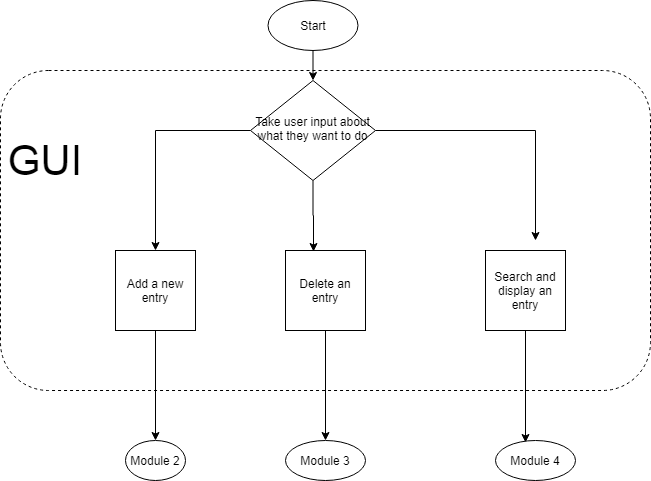 Start
Take user input about
what they want to do
GUI
Add a new
entry
Delete an
entry
Search and
display an
entry
Module 2
Module 3
Module 4